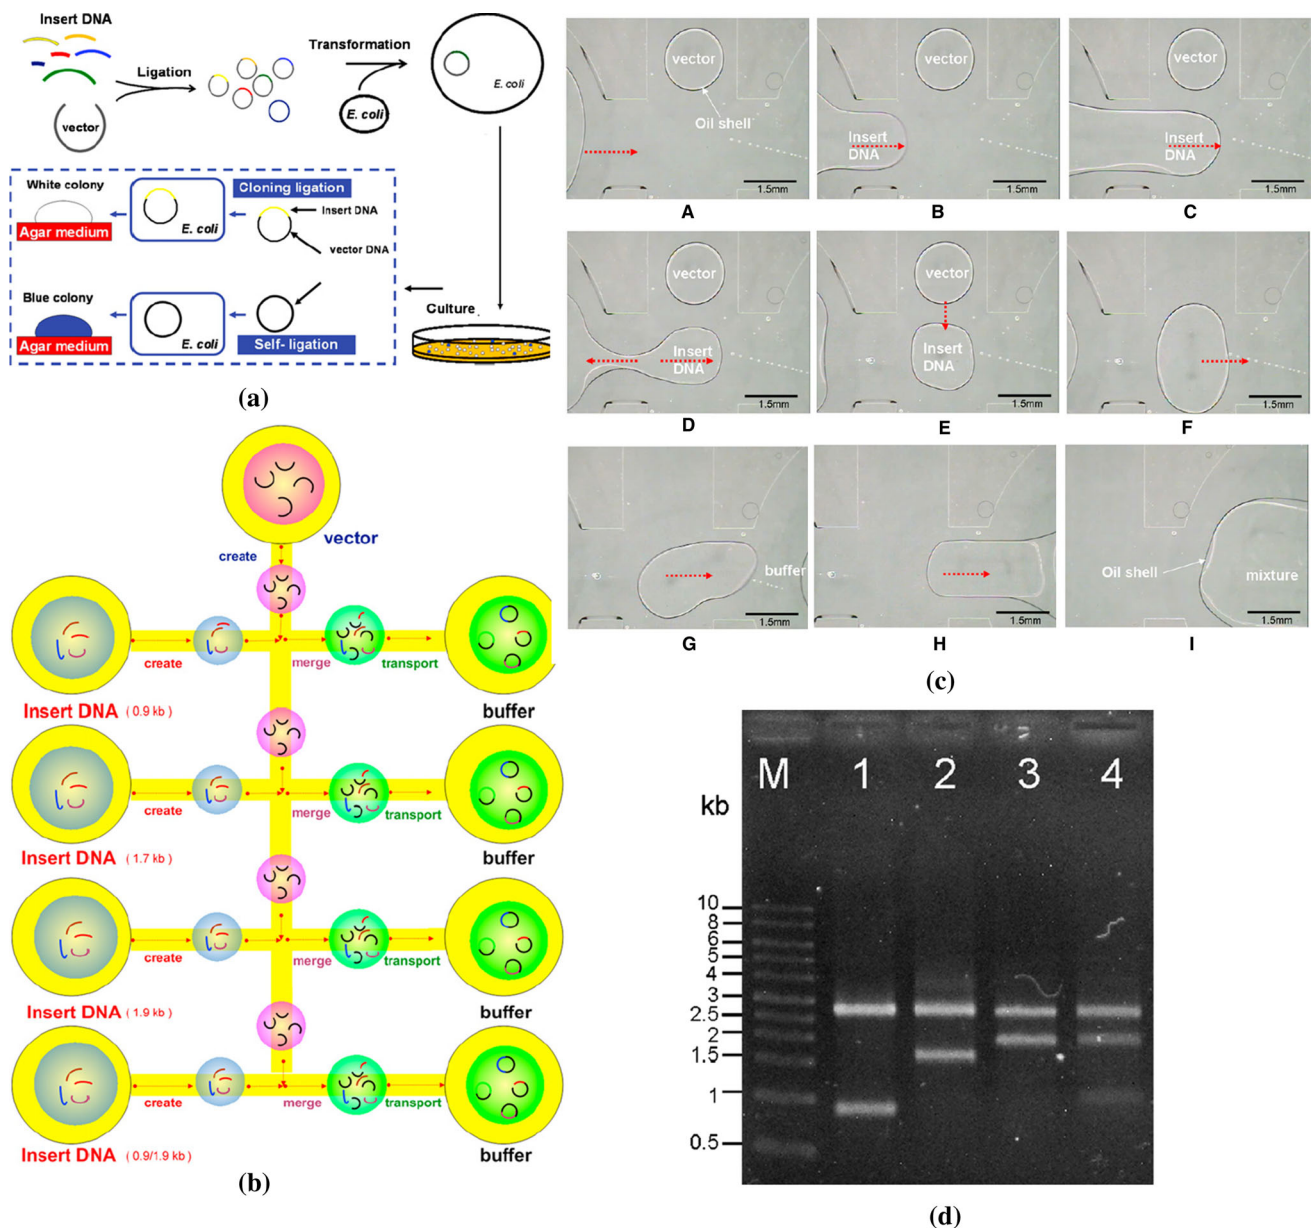 Insert DNA
Ligation
vector
Transformation
E. coli
E. coli
White colony
Agar medium
E. coli
Cloning ligation
Insert DNA
vector DNA
Blue colony
Agar medium
E. coli
Self- ligation
Culture
(a)
vector
Oil shell
1.5mm
A
vector
Insert
DNA
1.5mm
B
vector
Insert
DNA
1.5mm
C
vector
Insert
DNA
1.5mm
D
vector
Insert
DNA
1.5mm
E
1.5mm
F
buffer
1.5mm
G
1.5mm
H
Oil shell
mixture
1.5mm
I
(c)
vector
create
create
merge
transport
Insert DNA ( 0.9 kb )
buffer
create
merge
transport
Insert DNA ( 1.7 kb )
buffer
create
merge
transport
Insert DNA ( 1.9 kb )
buffer
create
merge
transport
Insert DNA ( 0.9/1.9 kb )
buffer
(b)
M 1 2 3 4
kb
10
8
6
5
4
3
2.5
2
1.5
1
0.5
(d)